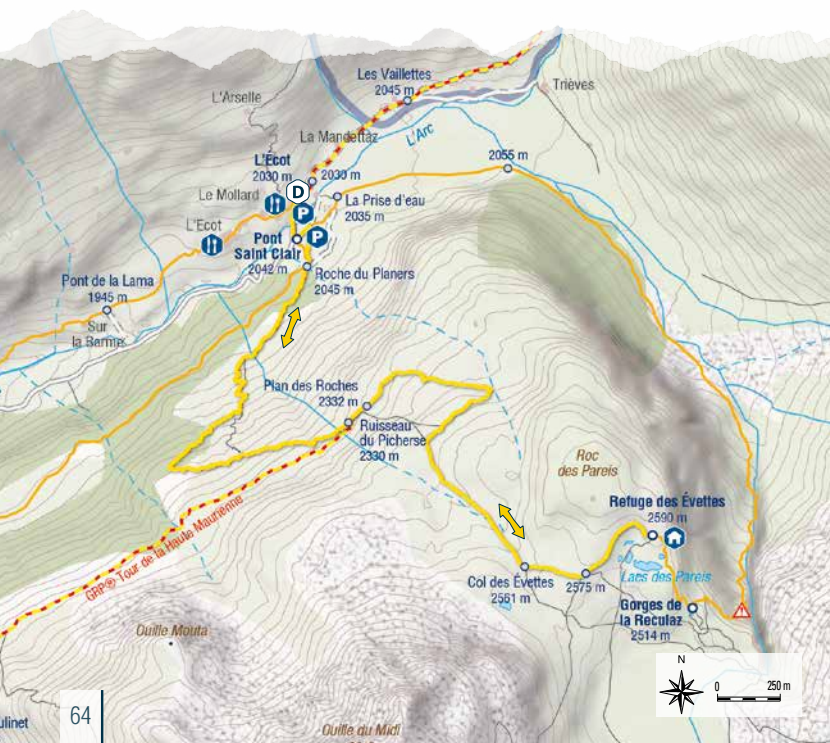 Les Vaillettes
2045 m
Trièves
L'Arselle
La Mandettaz
L'Arc
L'Écot
2030 m
2030 m
2055 m
D
Le Mollard
La Prise d'eau
2035 m
P
L'Ecot
P
Pont
Saint Clair
2042 m
Roche du Planers
2045 m
Pont de la Lama
1945 m
Sur
la Barme
Plan des Roches
2332 m
Ruisseau
du Picherse
2330 m
Roc
des Pareis
GRP® Tour de la Haute Maurienne
Refuge des Évettes
2590 m
Col des Évettes
2561 m
2575 m
Lacs des Pareis
Gorges de
la Reculaz
2514 m
Ouille Mouta
N
0 250 m
64
ulinet
Ouille du Midi